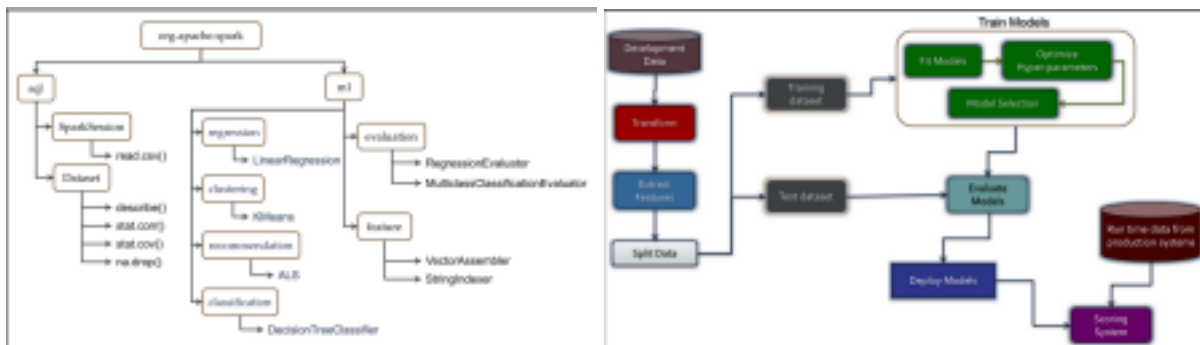 org.apache.spark
sql
ml
SparkSession
read.csv()
Dataset
describe()
stat.corr()
stat.cov()
na.drop()
regression
LinearRegression
clustering
KMeans
recommendation
ALS
classification
DecisionTreeClassifier
evaluation
RegressionEvaluator
MulticlassClassificationEvaluator
feature
VectorAssembler
StringIndexer
Development
Data
Transform
Extract
Features
Split Data
Training
dataset
Test dataset
Train Models
Fit Models
Optimize
Hyper-parameters
Model Selection
Evaluate
Models
Deploy Models
Run time data from
production systems
Scoring
System